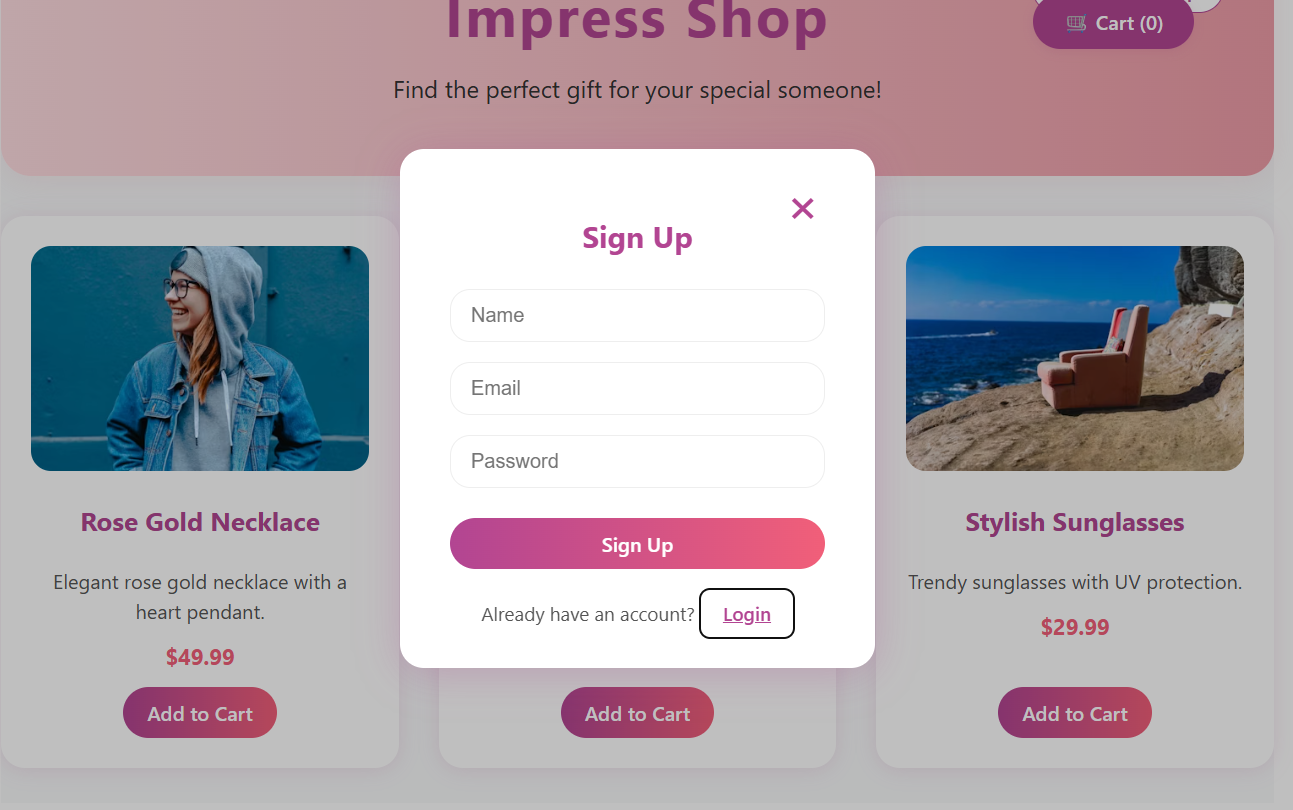 Impress Shop
Cart (0)
Find the perfect gift for your special someone!
Sign Up
Name
Email
Password
Sign Up
Already have an account? Login
Rose Gold Necklace
Elegant rose gold necklace with a
heart pendant.
$49.99
Add to Cart
Add to Cart
Stylish Sunglasses
Trendy sunglasses with UV protection.
$29.99
Add to Cart